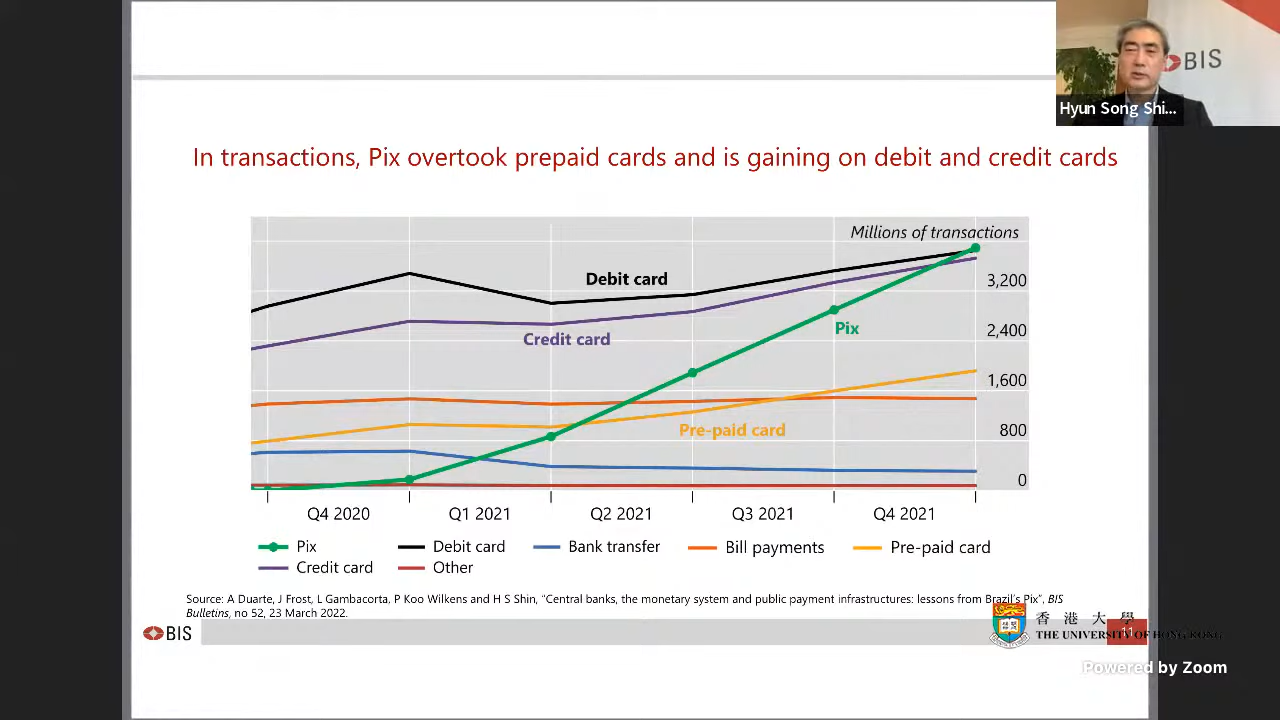 BIS
Hyun Song Shi...
In transactions, Pix overtook prepaid cards and is gaining on debit and credit cards
Millions of transactions
Debit card
3,200
Pix
2,400
Credit card
1,600
Pre-paid card
800
0
Q4 2020 Q1 2021 Q2 2021 Q3 2021 Q4 2021
Pix Debit card Bank transfer Bill payments Pre-paid card
Credit card Other
Source: A Duarte, J Frost, L Gambacorta, P Koo Wilkens and H S Shin, “Central banks, the monetary system and public payment infrastructures: lessons from Brazil’s Pix”, BIS
Bulletins, no 52, 23 March 2022.
香港大學
BIS
THE UNIVERSITY OF HONG KONG
11
Powered by Zoom